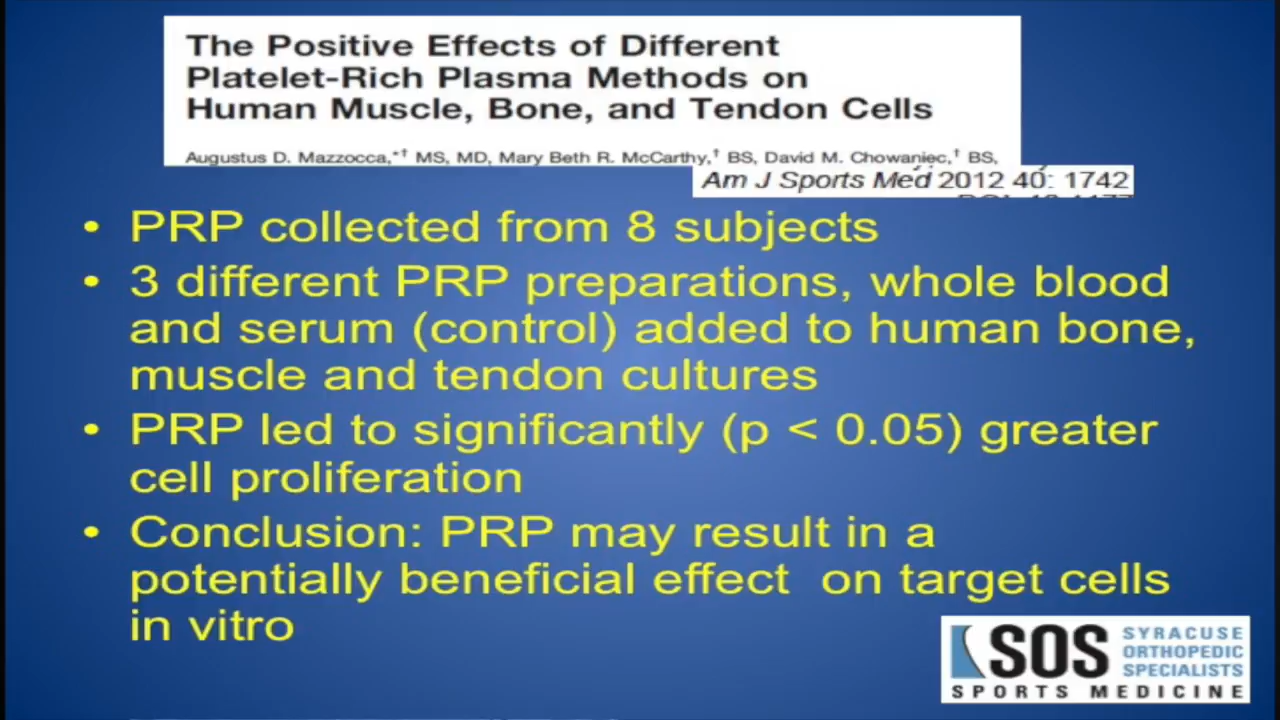 The Positive Effects of Different
Platelet-Rich Plasma Methods on
Human Muscle, Bone, and Tendon Cells
Augustus D. Mazzocca,*† MS, MD, Mary Beth R. McCarthy,† BS, David M. Chowaniec,† BS,
Am J Sports Med 2012 40: 1742
• PRP collected from 8 subjects
• 3 different PRP preparations, whole blood
and serum (control) added to human bone,
muscle and tendon cultures
• PRP led to significantly (p < 0.05) greater
cell proliferation
• Conclusion: PRP may result in a
potentially beneficial effect on target cells
in vitro
SOS SYRACUSE
ORTHOPEDIC
SPECIALISTS
SPORTS MEDICINE